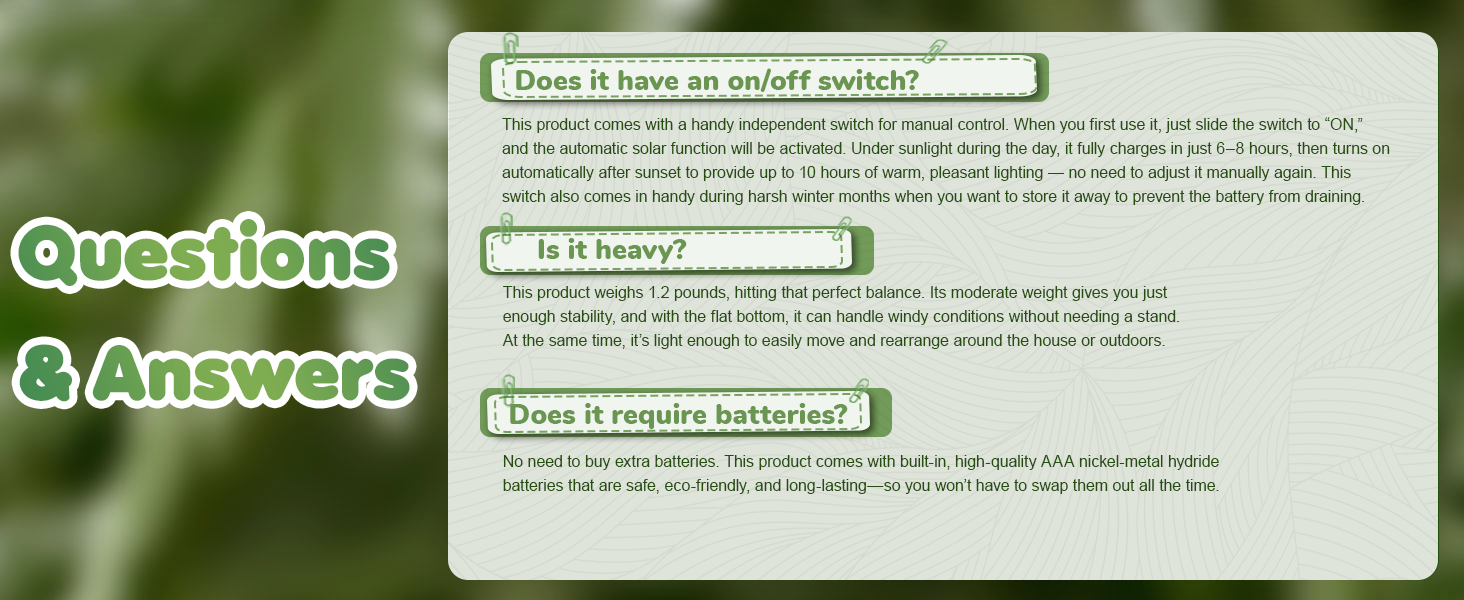 Questions
& Answers
Does it have an on/off switch?
This product comes with a handy independent switch for manual control. When you first use it, just slide the switch to “ON,”
and the automatic solar function will be activated. Under sunlight during the day, it fully charges in just 6–8 hours, then turns on
automatically after sunset to provide up to 10 hours of warm, pleasant lighting — no need to adjust it manually again. This
switch also comes in handy during harsh winter months when you want to store it away to prevent the battery from draining.
Is it heavy?
This product weighs 1.2 pounds, hitting that perfect balance. Its moderate weight gives you just
enough stability, and with the flat bottom, it can handle windy conditions without needing a stand.
At the same time, it’s light enough to easily move and rearrange around the house or outdoors.
Does it require batteries?
No need to buy extra batteries. This product comes with built-in, high-quality AAA nickel-metal hydride
batteries that are safe, eco-friendly, and long-lasting—so you won’t have to swap them out all the time.